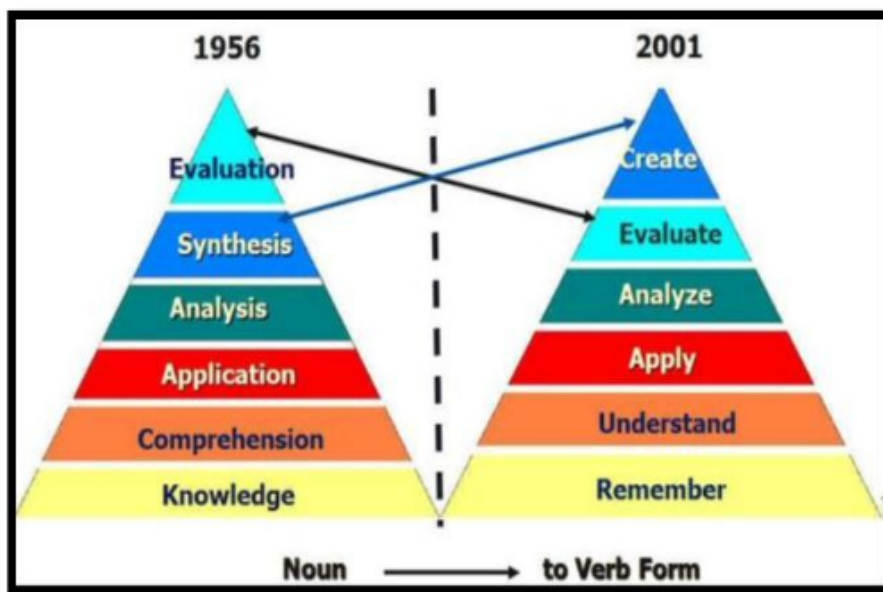 1956
2001
Evaluation
Synthesis
Analysis
Application
Comprehension
Knowledge
Create
Evaluate
Analyze
Apply
Understand
Remember
Noun to Verb Form